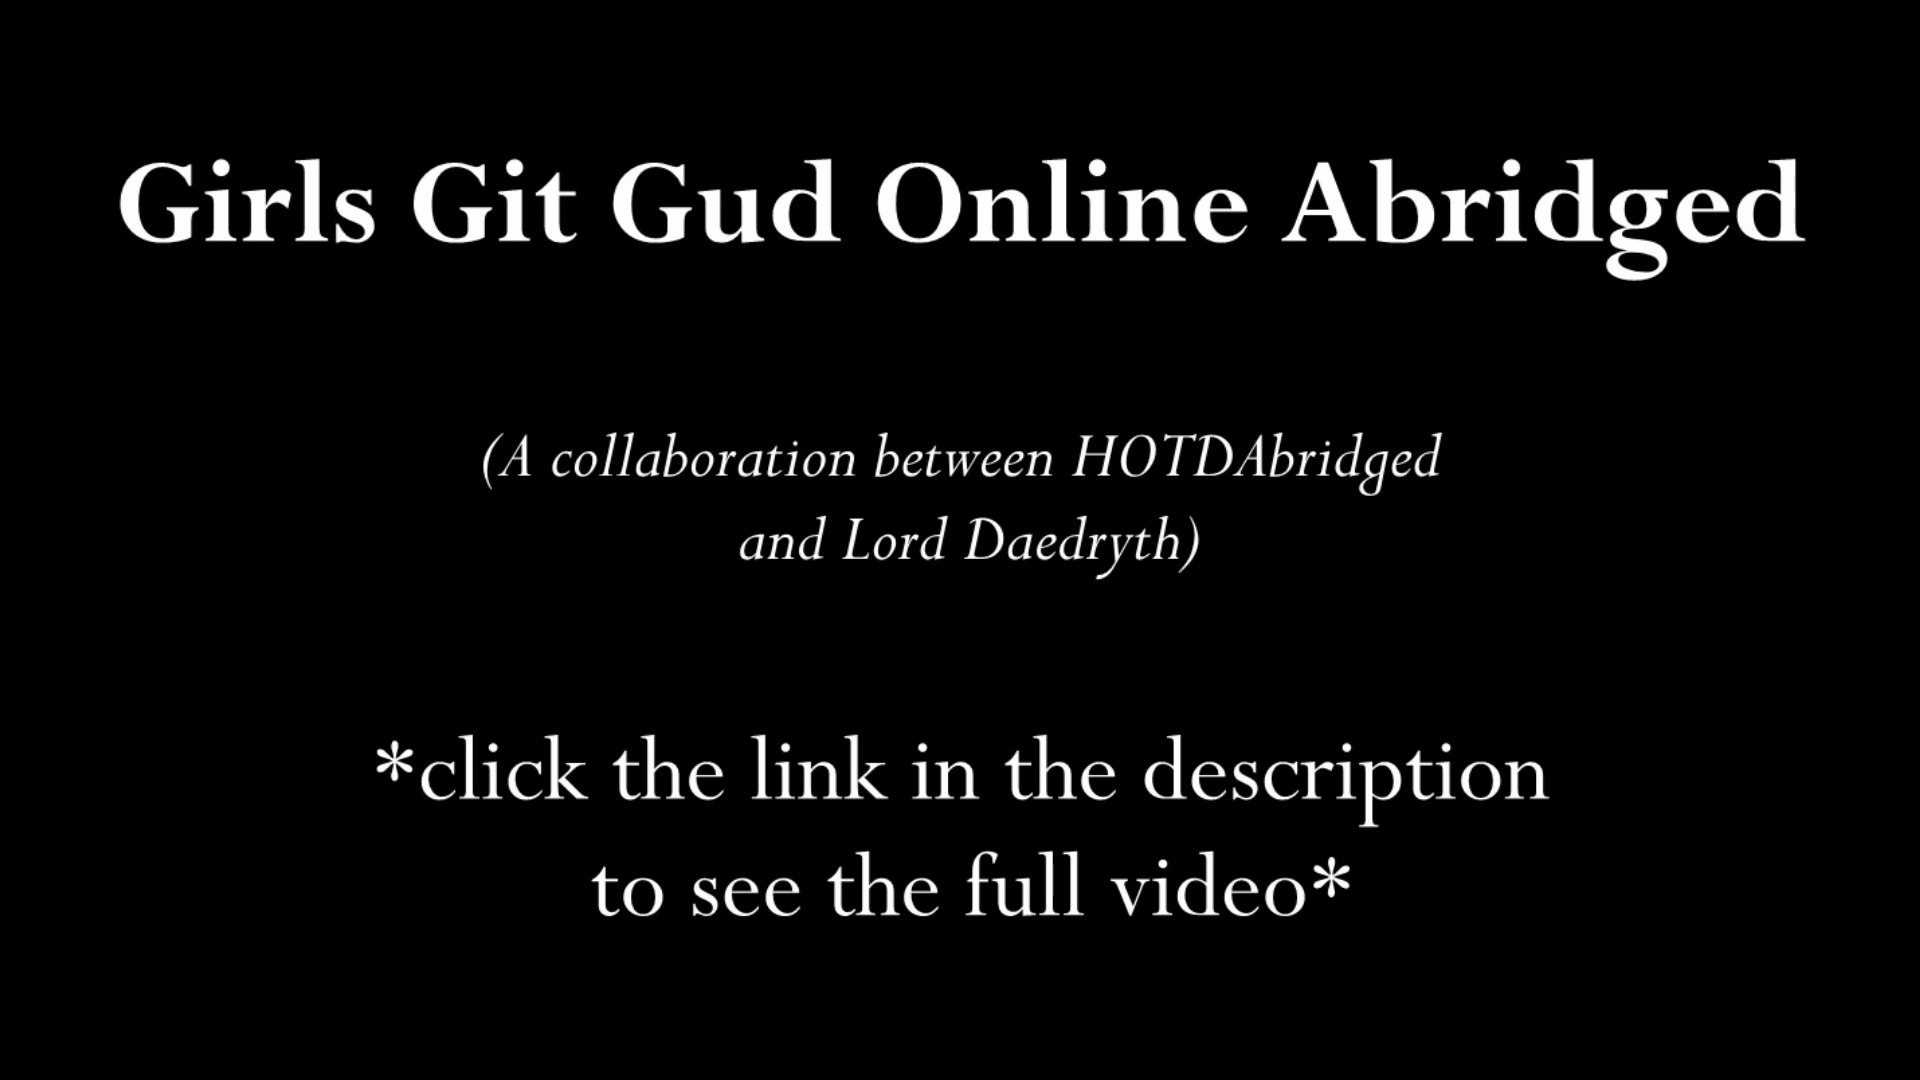 Girls Git Gud Online Abridged
(A collaboration between HOTDAbridged
and Lord Daedryth)
*click the link in the description
to see the full video*